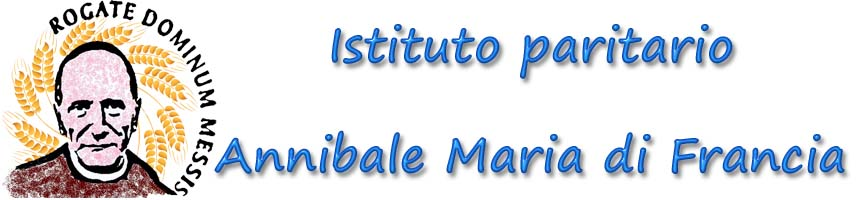 ROGATE DOMINUM MESSIS
Istituto paritario
Annibale Maria di Francia